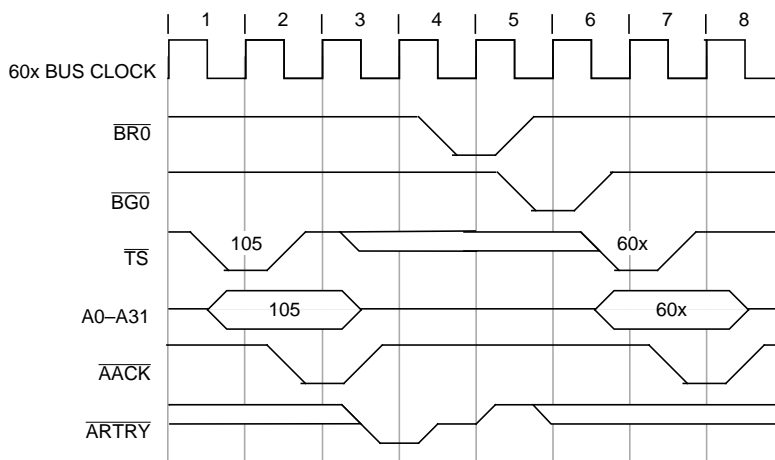 1 2 3 4 5 6 7 8
60x BUS CLOCK
BR0
BG0
TS 105 60x
A0–A31 105 60x
AACK
ARTRY